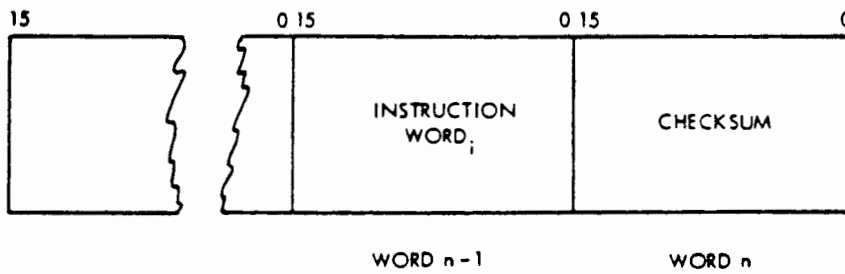 15 0 15 0 15 0
INSTRUCTION
WORD i
CHECKSUM
WORD n-1 WORD n